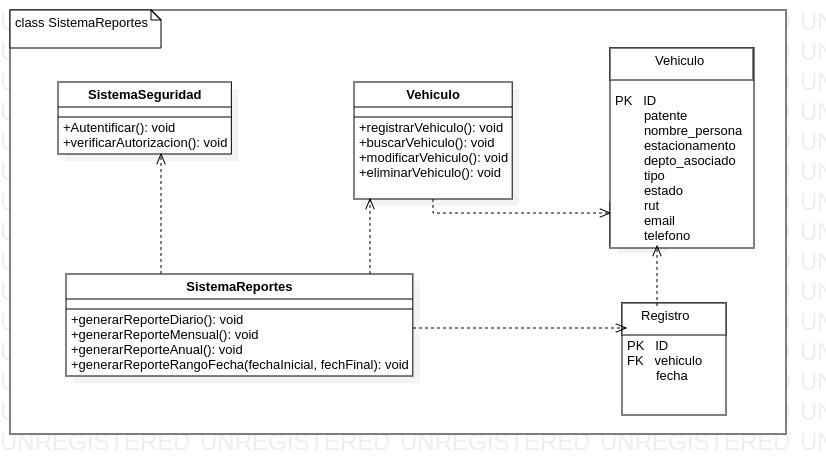 class SistemaReportes
SistemaSeguridad
+Autentificar(): void
+verificarAutorizacion(): void
Vehiculo
+registrarVehiculo(): void
+buscarVehiculo(): void
+modificarVehiculo(): void
+eliminarVehiculo(): void
Vehiculo
PK ID
patente
nombre_persona
estacionamento
depto_asociado
tipo
estado
rut
email
telefono
SistemaReportes
+generarReporteDiario(): void
+generarReporteMensual(): void
+generarReporteAnual(): void
+generarReporteRangoFecha(fechaInicial, fechFinal): void
Registro
PK ID
FK vehiculo
fecha
UNREGISTERED UNREGISTERED UNREGISTERED UNREGISTERED UN